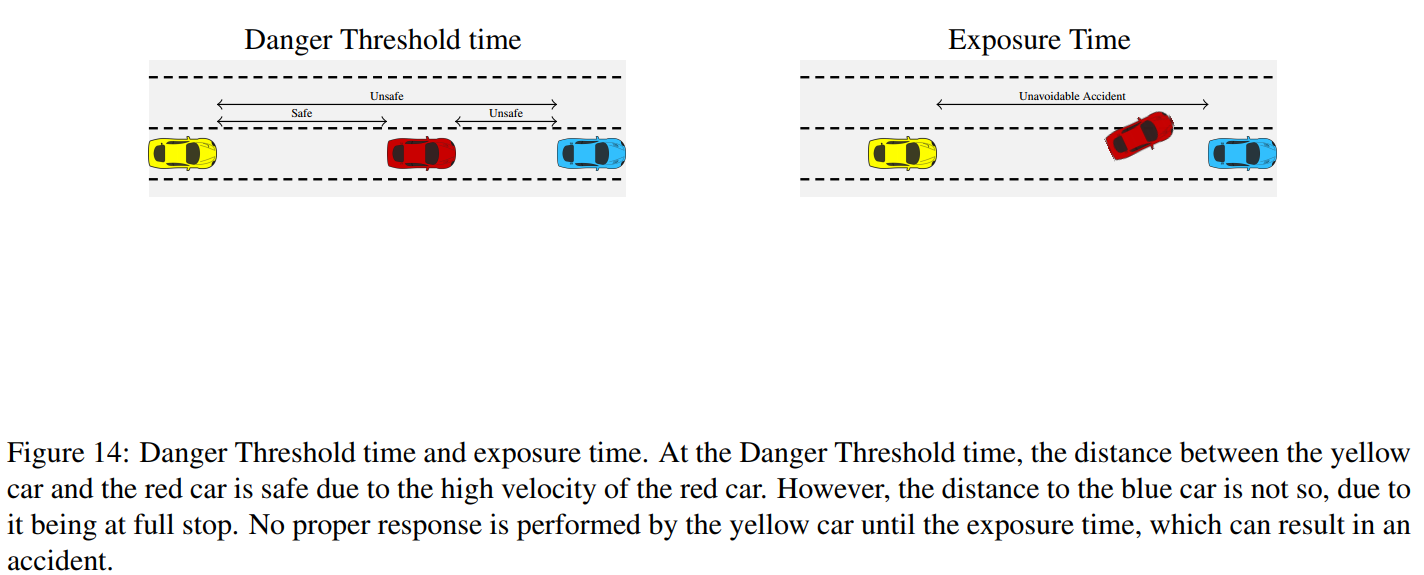 Danger Threshold time
Exposure Time
Unsafe
Safe
Unsafe
Unavoidable Accident
Figure 14: Danger Threshold time and exposure time. At the Danger Threshold time, the distance between the yellow
car and the red car is safe due to the high velocity of the red car. However, the distance to the blue car is not so, due to
it being at full stop. No proper response is performed by the yellow car until the exposure time, which can result in an
accident.